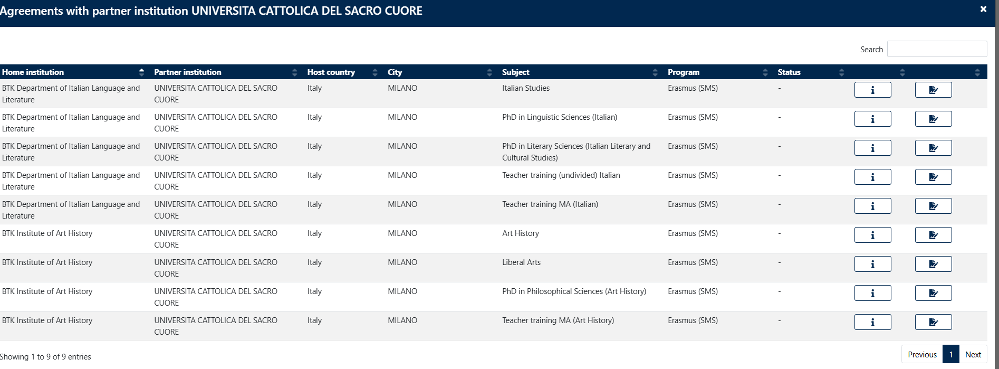 Agreements with partner institution UNIVERSITA CATTOLICA DEL SACRO CUORE
Search
Home institution Partner institution Host country City Subject Program Status
BTK Department of Italian Language and Literature UNIVERSITA CATTOLICA DEL SACRO CUORE Italy MILANO Italian Studies Erasmus (SMS) -
BTK Department of Italian Language and Literature UNIVERSITA CATTOLICA DEL SACRO CUORE Italy MILANO PhD in Linguistic Sciences (Italian) Erasmus (SMS) -
BTK Department of Italian Language and Literature UNIVERSITA CATTOLICA DEL SACRO CUORE Italy MILANO PhD in Literary Sciences (Italian Literary and Cultural Studies) Erasmus (SMS) -
BTK Department of Italian Language and Literature UNIVERSITA CATTOLICA DEL SACRO CUORE Italy MILANO Teacher training (undivided) Italian Erasmus (SMS) -
BTK Department of Italian Language and Literature UNIVERSITA CATTOLICA DEL SACRO CUORE Italy MILANO Teacher training MA (Italian) Erasmus (SMS) -
BTK Institute of Art History UNIVERSITA CATTOLICA DEL SACRO CUORE Italy MILANO Art History Erasmus (SMS) -
BTK Institute of Art History UNIVERSITA CATTOLICA DEL SACRO CUORE Italy MILANO Liberal Arts Erasmus (SMS) -
BTK Institute of Art History UNIVERSITA CATTOLICA DEL SACRO CUORE Italy MILANO PhD in Philosophical Sciences (Art History) Erasmus (SMS) -
BTK Institute of Art History UNIVERSITA CATTOLICA DEL SACRO CUORE Italy MILANO Teacher training MA (Art History) Erasmus (SMS) -
Showing 1 to 9 of 9 entries
Previous 1 Next